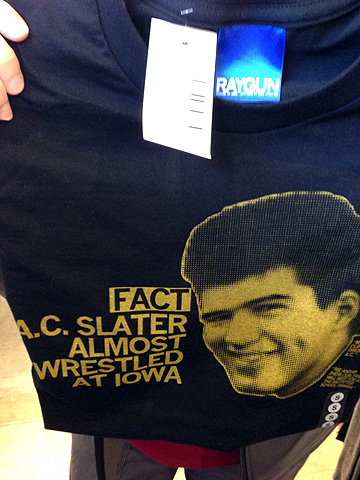 RAYGUN
FACT
A.C. SLATER
ALMOST
WRESTLED
AT IOWA
S
S
S